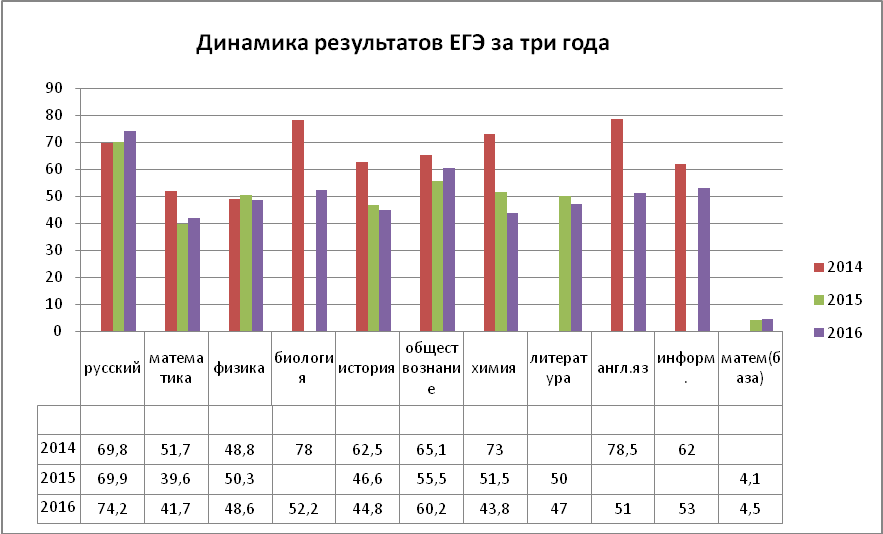 Динамика результатов ЕГЭ за три года
90
80
70
60
50
40
30
20
10
0
русский
матема
тика
физика
биологи
я
история
общест
вознани
е
химия
литерат
ура
англ.яз
информ
.
матем(б
аза)
2014 69,8 51,7 48,8 78 62,5 65,1 73 78,5 62
2015 69,9 39,6 50,3 46,6 55,5 51,5 50 4,1
2016 74,2 41,7 48,6 52,2 44,8 60,2 43,8 47 51 53 4,5
2014
2015
2016